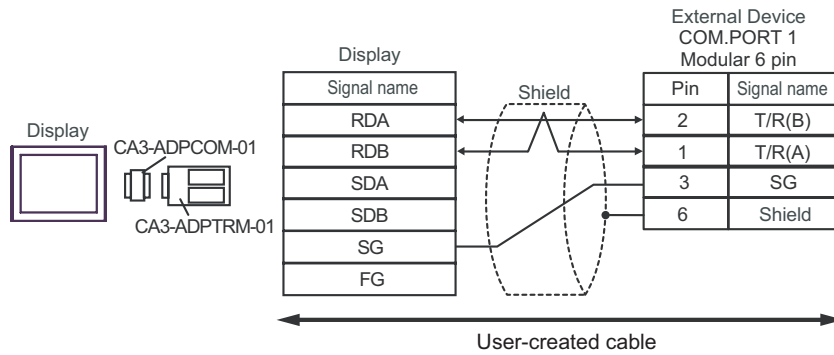 Display
CA3-ADPCOM-01
CA3-ADPTRM-01
Display
Signal name
RDA
RDB
SDA
SDB
SG
FG
Shield
External Device
COM.PORT 1
Modular 6 pin
Pin Signal name
2 T/R(B)
1 T/R(A)
3 SG
6 Shield
User-created cable